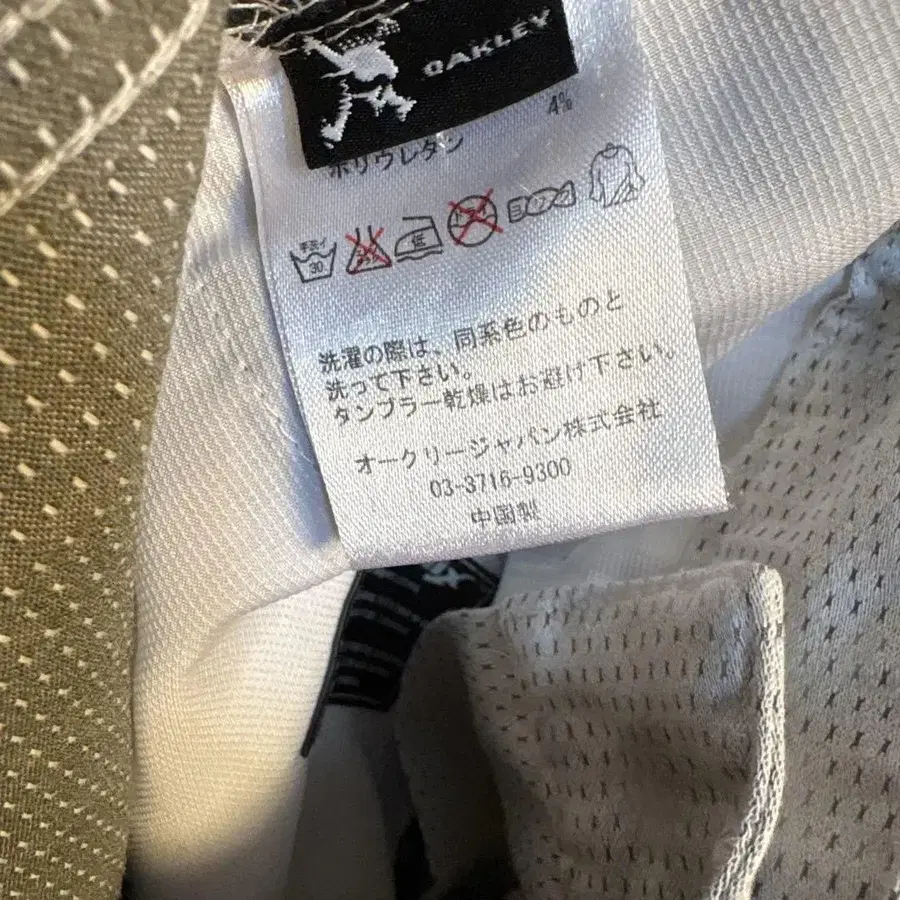 OAKLEY
4%
ポリウレタン
手洗イ
30
低
ドライ
洗濯の際は、同系色のものと
洗って下さい。
タンブラー乾燥はお避け下さい。
オークリージャパン株式会社
03-3716-9300
中国製